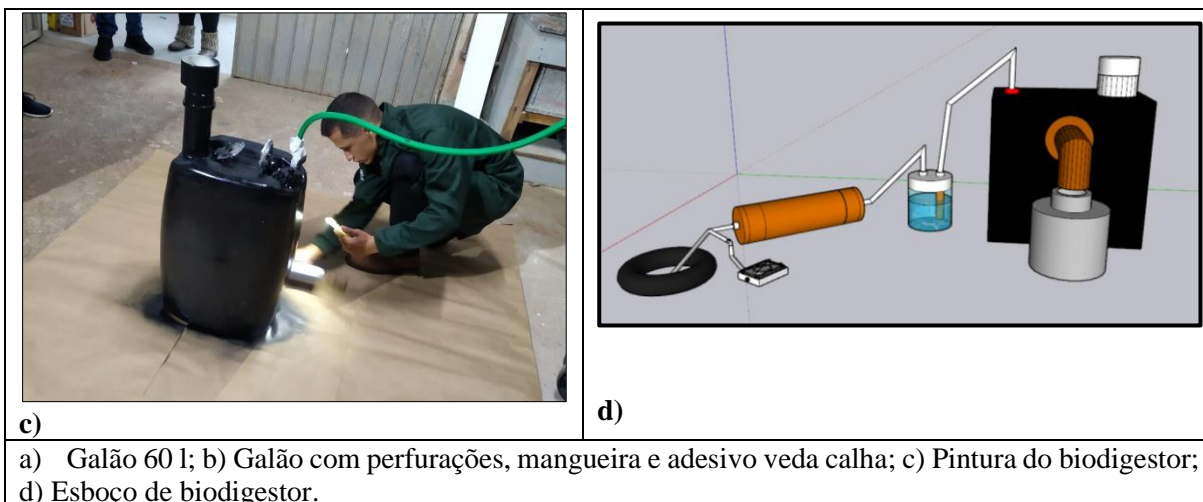 c)
d)
a) Galão 60 l; b) Galão com perfurações, mangueira e adesivo veda calha; c) Pintura do biodigestor;
d) Esboço de biodigestor.